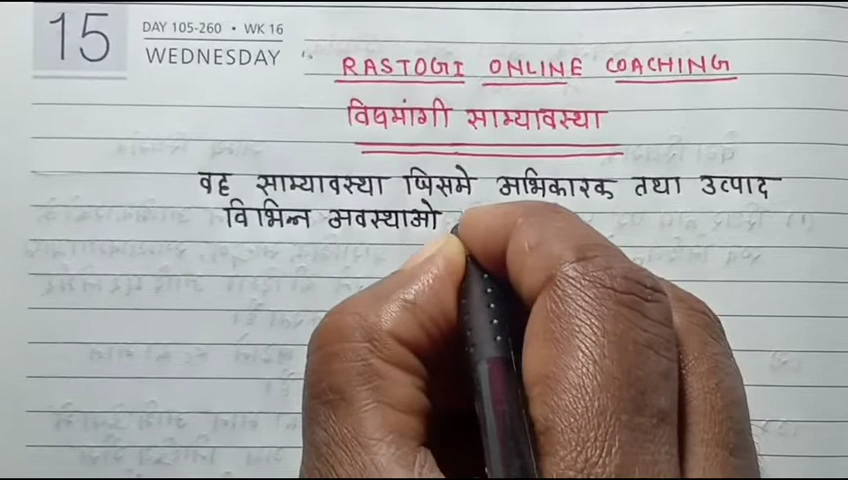 15
DAY 105-260 • WK 16
WEDNESDAY
RASTOGI ONLINE COACHING
विषमांगी साम्यावस्था
वह साम्यावस्था जिसमे अभिकारक तथा उत्पाद
विभिन्न अवस्थाओ